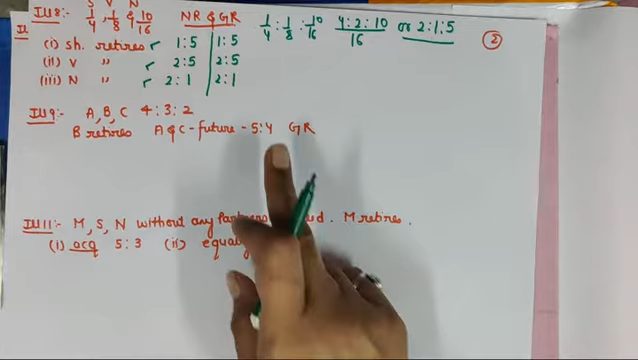 Ill 8:- S V N NR & GR 1/4 : 1/8 : 10/16 4:2:10/16 or 2:1:5
1/4, 1/8 & 10/16 ②
(i) sh. retires 1:5 1:5
(ii) V " 2:5 2:5
(iii) N " 2:1 2:1
Ill 9:- A, B, C 4:3:2
B retires A & C - future - 5:4 GR
Ill 11:- M, S, N without any M retires.
(i) acq 5:3 (ii)